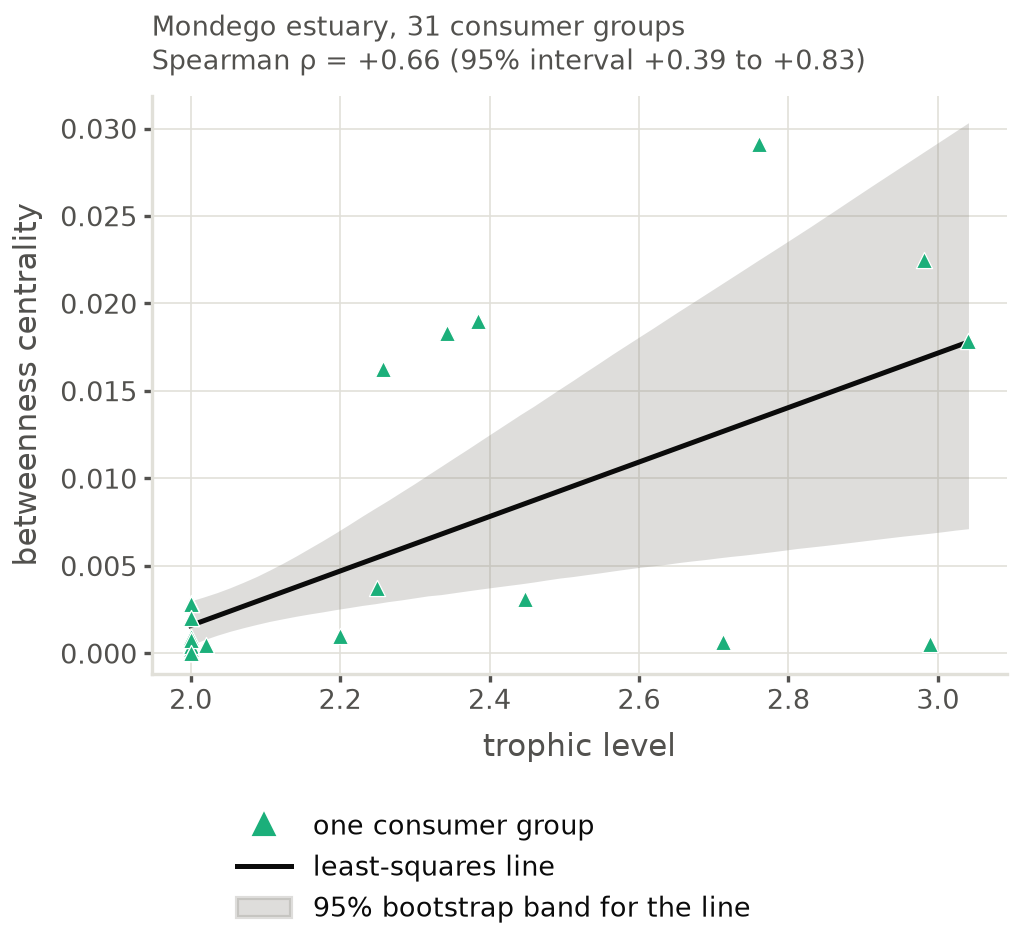 Mondego estuary, 31 consumer groups
Spearman ρ = +0.66 (95% interval +0.39 to +0.83)
0.030
0.025
0.020
0.015
0.010
0.005
0.000
betweenness centrality
2.0 2.2 2.4 2.6 2.8 3.0
trophic level
one consumer group
least-squares line
95% bootstrap band for the line